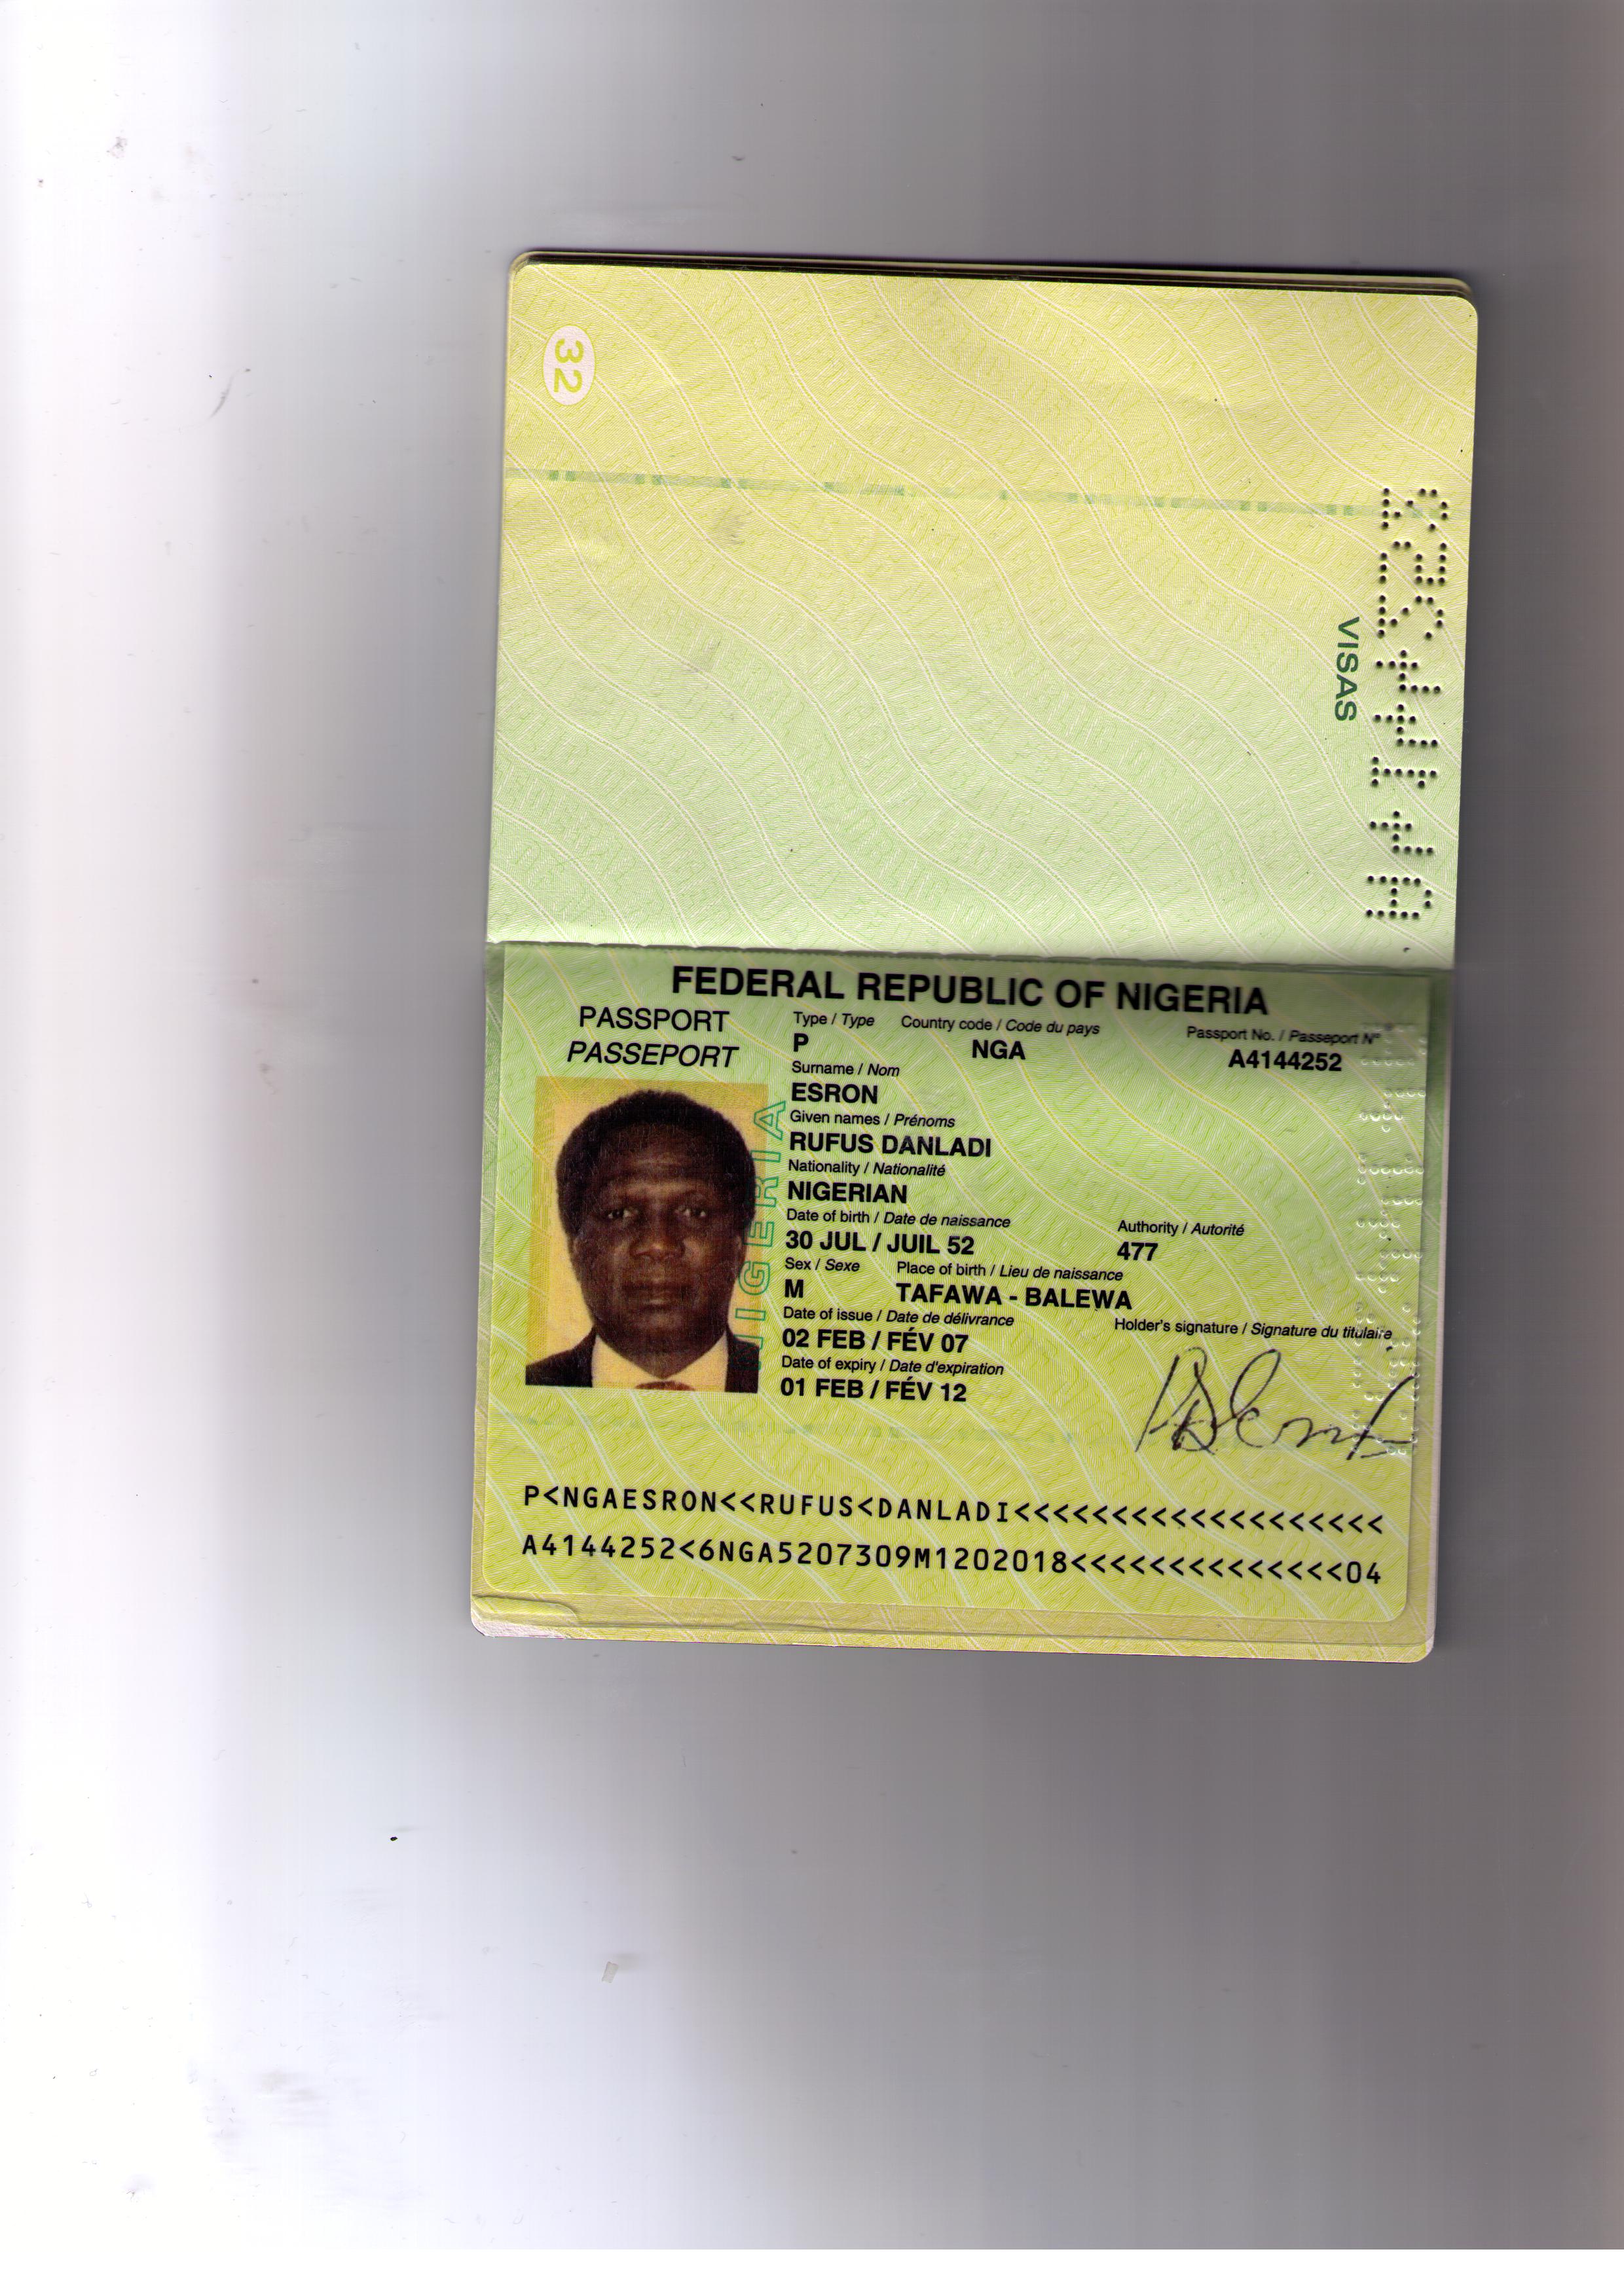 32
VISAS
A4144252
FEDERAL REPUBLIC OF NIGERIA
PASSPORT
PASSEPORT
Type / Type Country code / Code du pays Passport No. / Passeport N°
P NGA A4144252
Surname / Nom
ESRON
Given names / Prénoms
RUFUS DANLADI
Nationality / Nationalité
NIGERIAN
Date of birth / Date de naissance Authority / Autorité
30 JUL / JUIL 52 477
Sex / Sexe Place of birth / Lieu de naissance
M TAFAWA - BALEWA
Date of issue / Date de délivrance Holder's signature / Signature du titulaire
02 FEB / FÉV 07
Date of expiry / Date d'expiration
01 FEB / FÉV 12
NIGERIA
P<NGAESRON<<RUFUS<DANLADI<<<<<<<<<<<<<<<<<<<
A4144252<6NGA5207309M1202018<<<<<<<<<<<<<<04